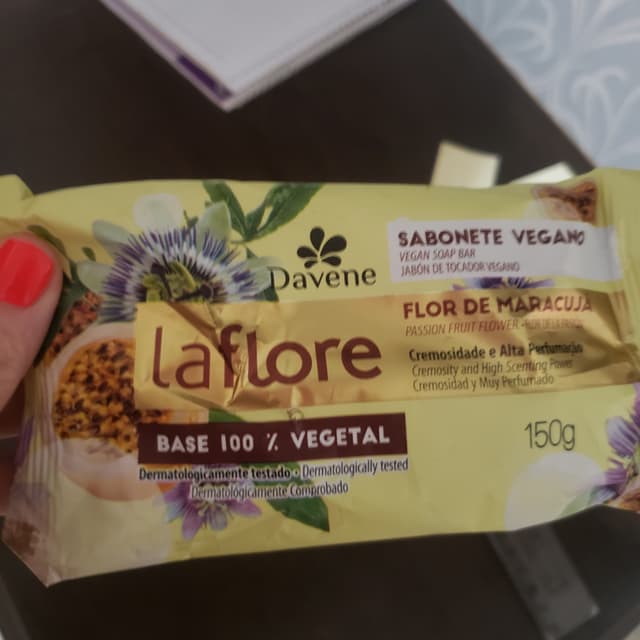 Davene
laflore
BASE 100 % VEGETAL
Dermatologicamente testado • Dermatologically tested
Dermatológicamente Comprobado
SABONETE VEGANO
VEGAN SOAP BAR
JABÓN DE TOCADOR VEGANO
FLOR DE MARACUJÁ
PASSION FRUIT FLOWER
Cremosidade e Alta Perfumação
Cremosity and High Scenting Power
Cremosidad y Muy Perfumado
150g